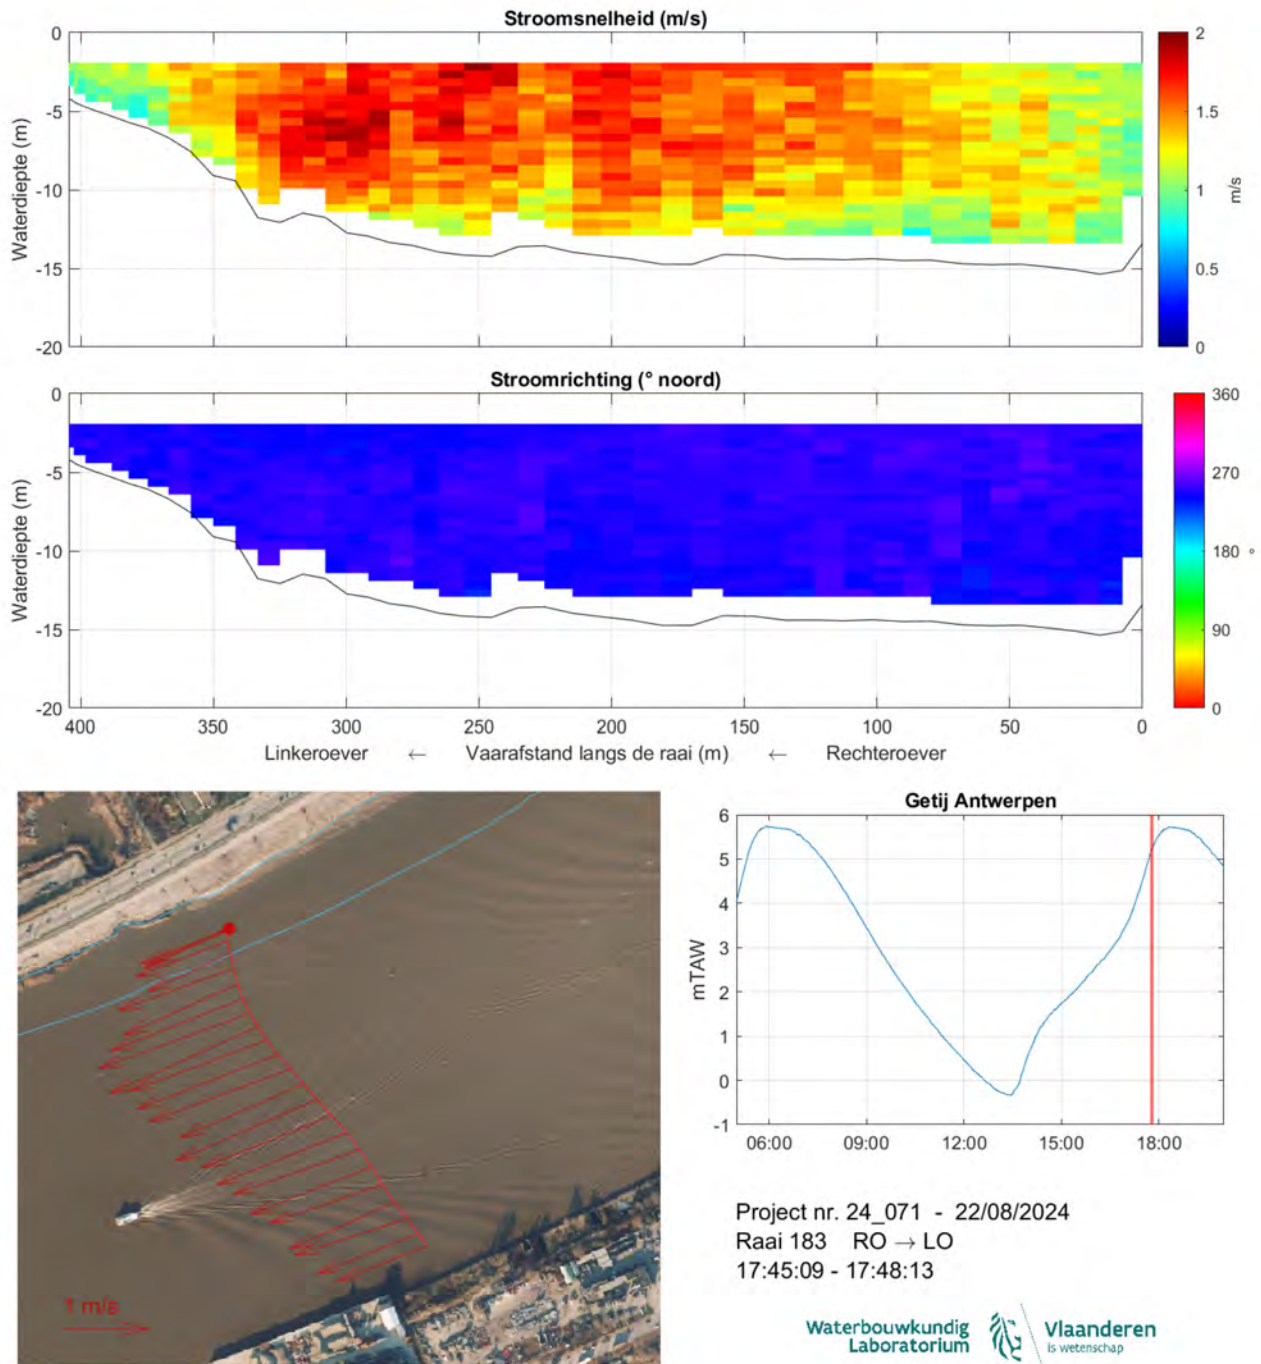 Stroomsnelheid (m/s)
0
-5
-10
-15
-20
Waterdiepte (m)
2
1.5
1
0.5
0
m/s
Stroomrichting (° noord)
0
-5
-10
-15
-20
Waterdiepte (m)
400 350 300 250 200 150 100 50 0
Linkeroever ← Vaarafstand langs de raai (m) ← Rechteroever
360
270
180
90
0
°
1 m/s
Getij Antwerpen
6
5
4
3
2
1
0
-1
mTAW
06:00 09:00 12:00 15:00 18:00
Project nr. 24_071 - 22/08/2024
Raai 183 RO → LO
17:45:09 - 17:48:13
Waterbouwkundig
Laboratorium
Vlaanderen
is wetenschap